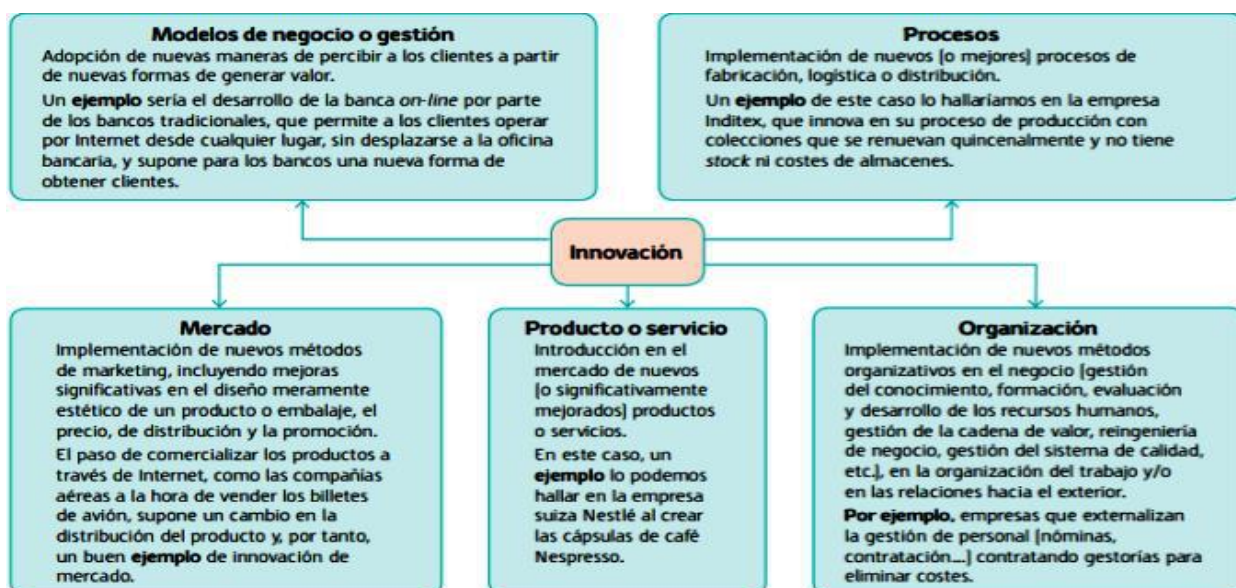 Modelos de negocio o gestión
Adopción de nuevas maneras de percibir a los clientes a partir
de nuevas formas de generar valor.
Un ejemplo sería el desarrollo de la banca on-line por parte
de los bancos tradicionales, que permite a los clientes operar
por Internet desde cualquier lugar, sin desplazarse a la oficina
bancaria, y supone para los bancos una nueva forma de
obtener clientes.
Procesos
Implementación de nuevos [o mejores] procesos de
fabricación, logística o distribución.
Un ejemplo de este caso lo hallaríamos en la empresa
Inditex, que innova en su proceso de producción con
colecciones que se renuevan quincenalmente y no tiene
stock ni costes de almacenes.
Innovación
Mercado
Implementación de nuevos métodos
de marketing, incluyendo mejoras
significativas en el diseño meramente
estético de un producto o embalaje, el
precio, de distribución y la promoción.
El paso de comercializar los productos a
través de Internet, como las compañías
aéreas a la hora de vender los billetes
de avión, supone un cambio en la
distribución del producto y, por tanto,
un buen ejemplo de innovación de
mercado.
Producto o servicio
Introducción en el
mercado de nuevos
[o significativamente
mejorados] productos
o servicios.
En este caso, un
ejemplo lo podemos
hallar en la empresa
suiza Nestlé al crear
las cápsulas de café
Nespresso.
Organización
Implementación de nuevos métodos
organizativos en el negocio [gestión
del conocimiento, formación, evaluación
y desarrollo de los recursos humanos,
gestión de la cadena de valor, reingeniería
de negocio, gestión del sistema de calidad,
etc.], en la organización del trabajo y/o
en las relaciones hacia el exterior.
Por ejemplo, empresas que externalizan
la gestión de personal [nóminas,
contratación...] contratando gestorías para
eliminar costes.